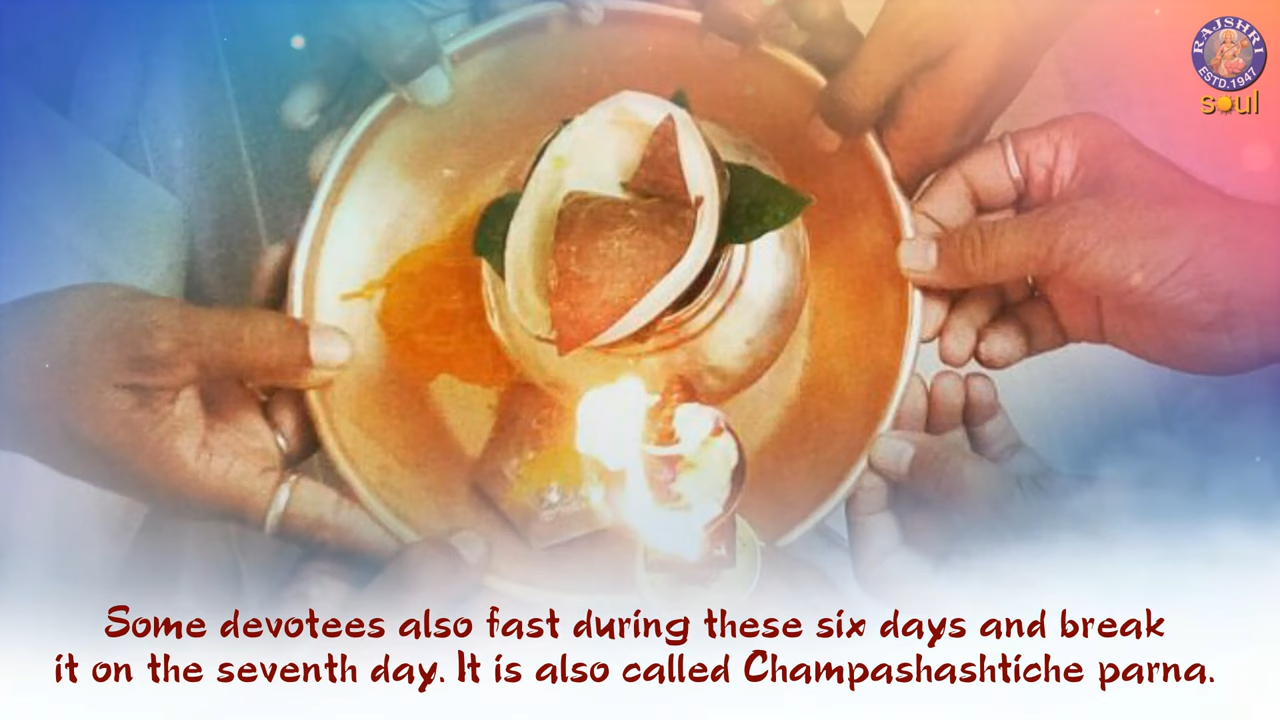 RAJSHRI
ESTD.1947
soul
Some devotees also fast during these six days and break
it on the seventh day. It is also called Champashashtiche parna.